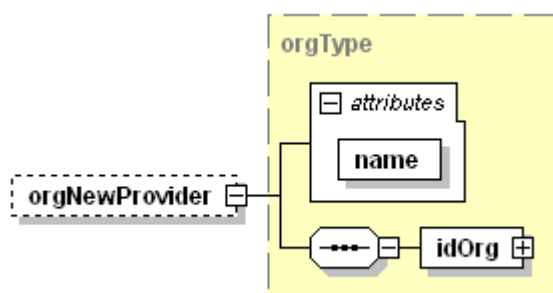 orgType
attributes
name
orgNewProvider
idOrg